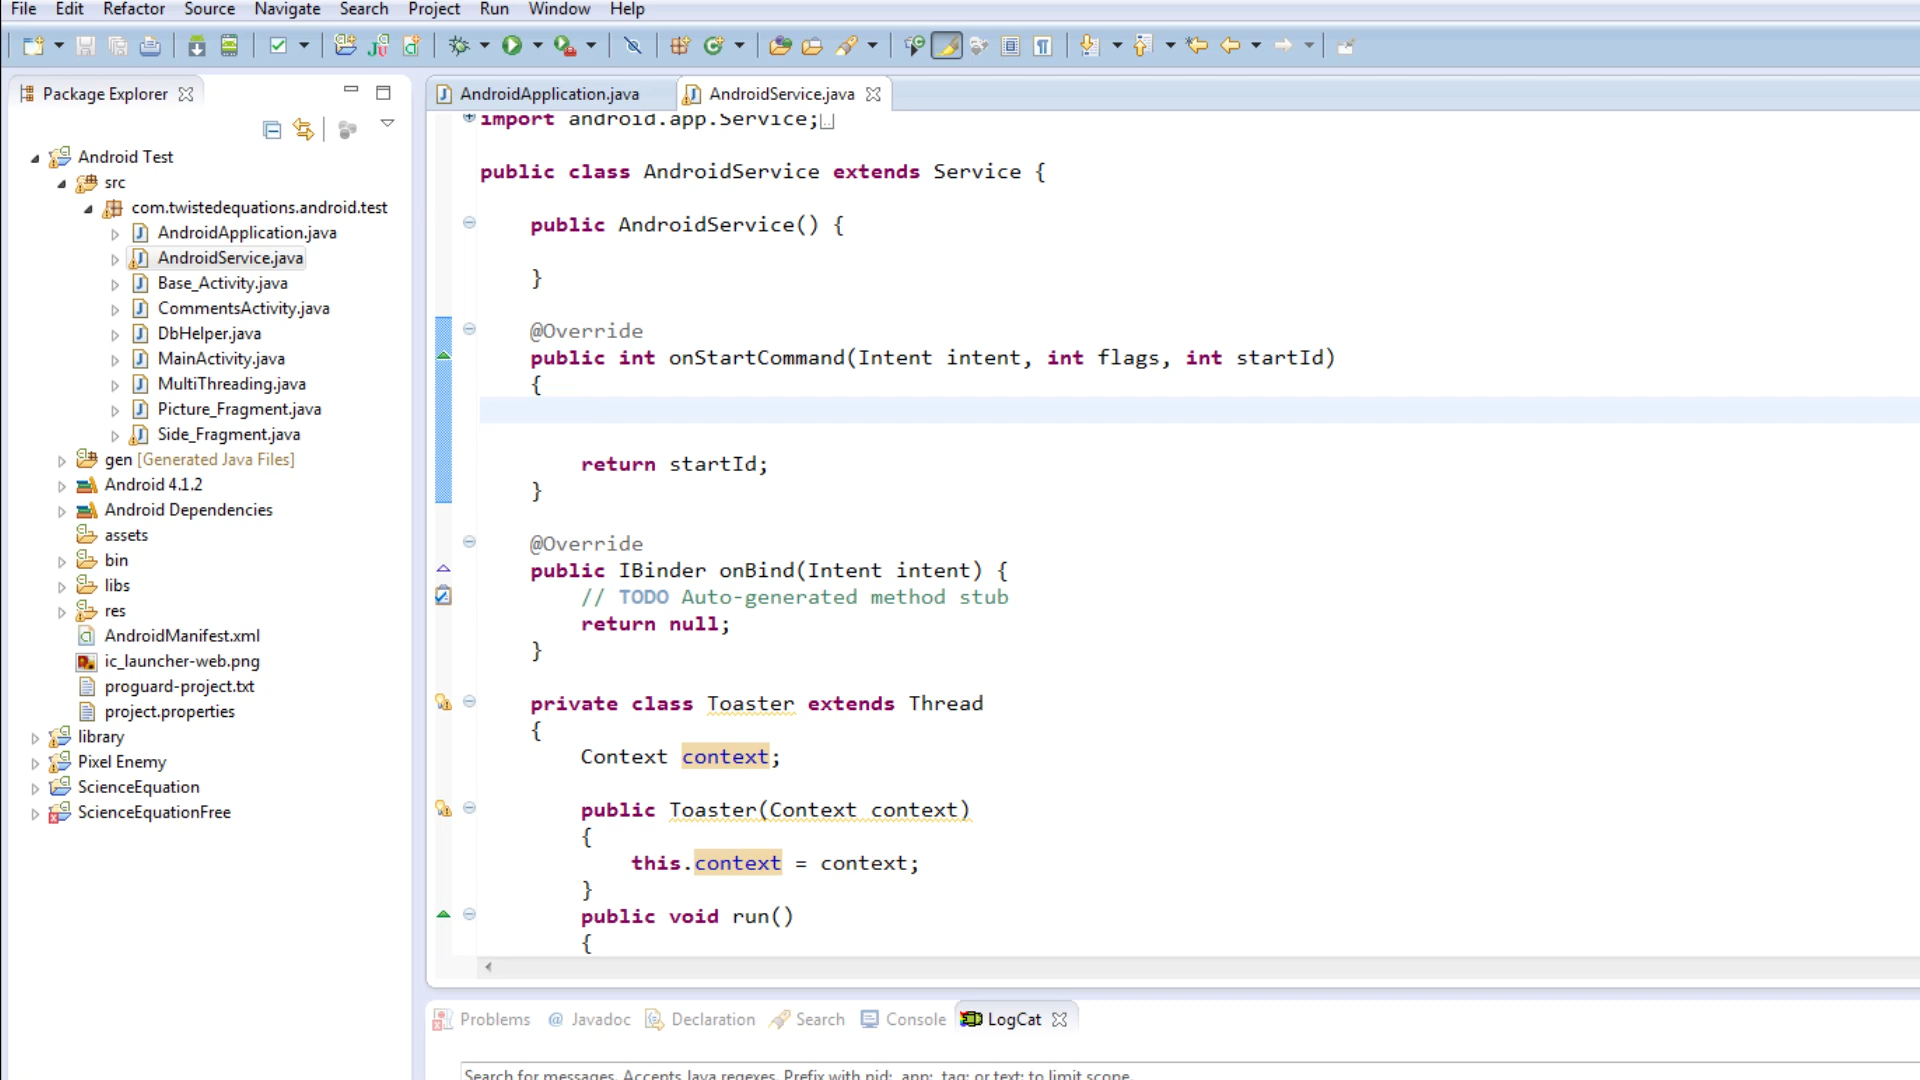 File Edit Refactor Source Navigate Search Project Run Window Help
Package Explorer
Android Test
src
com.twistedequations.android.test
AndroidApplication.java
AndroidService.java
Base_Activity.java
CommentsActivity.java
DbHelper.java
MainActivity.java
MultiThreading.java
Picture_Fragment.java
Side_Fragment.java
gen [Generated Java Files]
Android 4.1.2
Android Dependencies
assets
bin
libs
res
AndroidManifest.xml
ic_launcher-web.png
proguard-project.txt
project.properties
library
Pixel Enemy
ScienceEquation
ScienceEquationFree
AndroidApplication.java AndroidService.java
import android.app.Service;
public class AndroidService extends Service {
public AndroidService() {
}
@Override
public int onStartCommand(Intent intent, int flags, int startId)
{
return startId;
}
@Override
public IBinder onBind(Intent intent) {
// TODO Auto-generated method stub
return null;
}
private class Toaster extends Thread
{
Context context;
public Toaster(Context context)
{
this.context = context;
}
public void run()
{
Problems @ Javadoc Declaration Search Console LogCat
Search for messages. Accepts Java regexes. Prefix with pid:, app:, tag: or text: to limit scope.